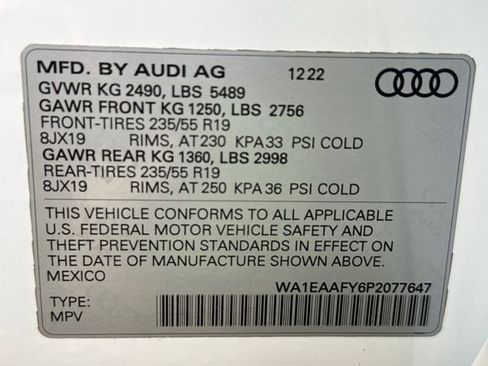 MFD. BY AUDI AG 12 22
GVWR KG 2490, LBS 5489
GAWR FRONT KG 1250, LBS 2756
FRONT-TIRES 235/55 R19
8JX19 RIMS, AT 230 KPA 33 PSI COLD
GAWR REAR KG 1360, LBS 2998
REAR-TIRES 235/55 R19
8JX19 RIMS, AT 250 KPA 36 PSI COLD
THIS VEHICLE CONFORMS TO ALL APPLICABLE
U.S. FEDERAL MOTOR VEHICLE SAFETY AND
THEFT PREVENTION STANDARDS IN EFFECT ON
THE DATE OF MANUFACTURE SHOWN ABOVE.
MEXICO
WA1EAAFY6P2077647
TYPE:
MPV